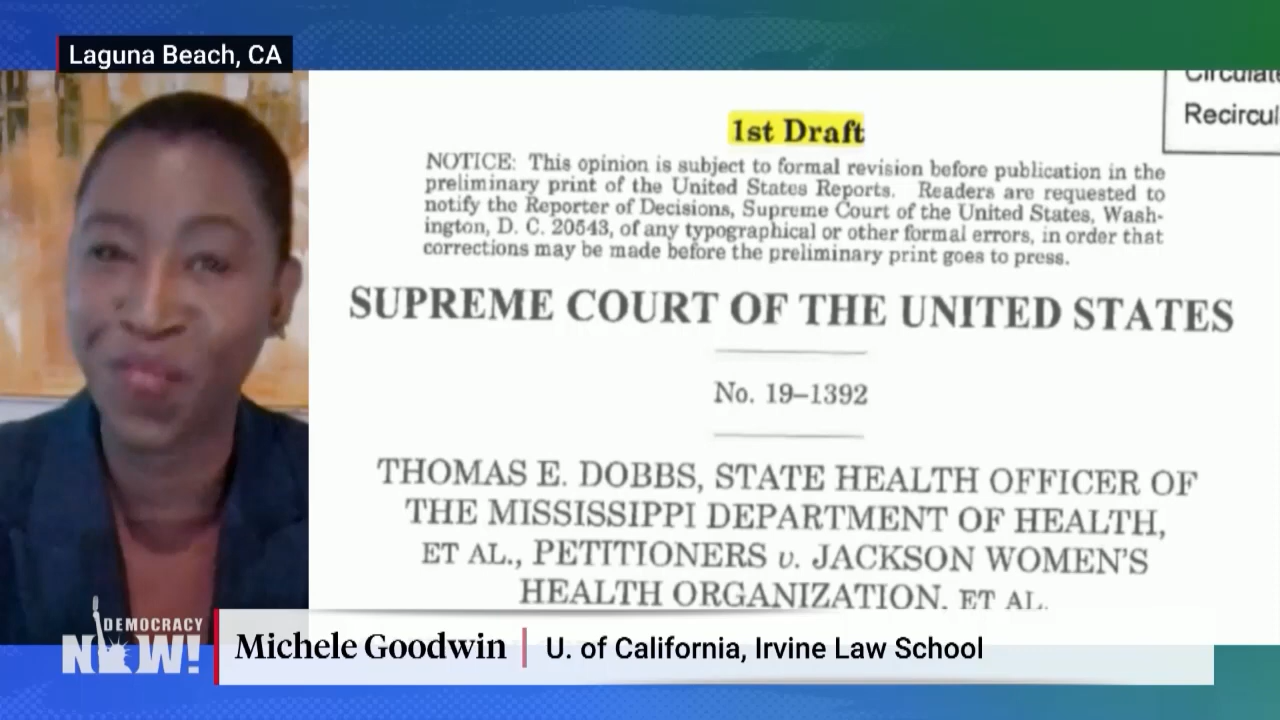 Laguna Beach, CA
Recircul
1st Draft
NOTICE: This opinion is subject to formal revision before publication in the
preliminary print of the United States Reports. Readers are requested to
notify the Reporter of Decisions, Supreme Court of the United States, Wash-
ington, D. C. 20543, of any typographical or other formal errors, in order that
corrections may be made before the preliminary print goes to press.
SUPREME COURT OF THE UNITED STATES
No. 19–1392
THOMAS E. DOBBS, STATE HEALTH OFFICER OF
THE MISSISSIPPI DEPARTMENT OF HEALTH,
ET AL., PETITIONERS v. JACKSON WOMEN'S
HEALTH ORGANIZATION, ET AL.
DEMOCRACY
NOW!
Michele Goodwin | U. of California, Irvine Law School